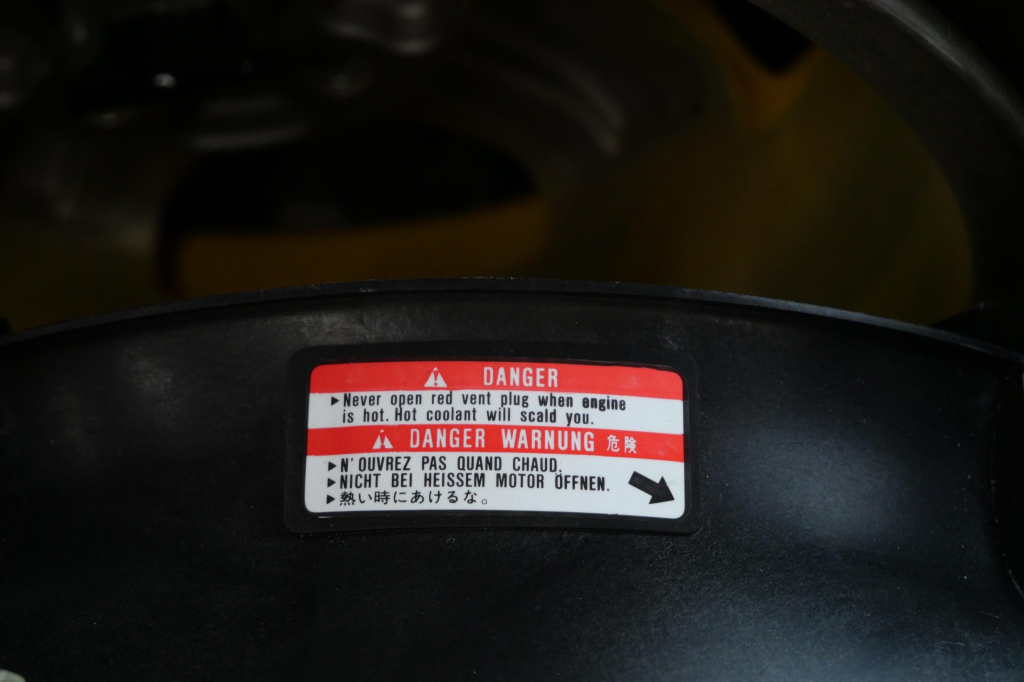 DANGER
▶Never open red vent plug when engine
is hot. Hot coolant will scald you.
DANGER WARNUNG 危険
▶N'OUVREZ PAS QUAND CHAUD.
▶NICHT BEI HEISSEM MOTOR ÖFFNEN.
▶熱い時にあけるな。